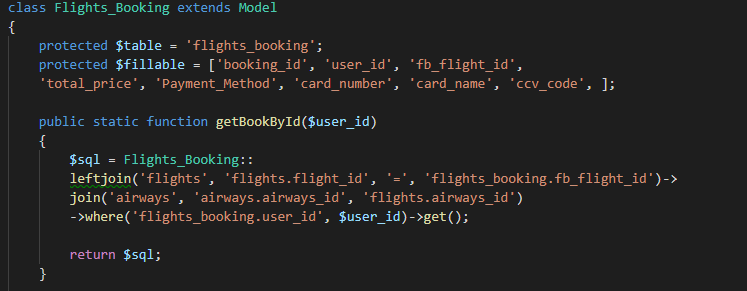 class Flights_Booking extends Model
{
protected $table = 'flights_booking';
protected $fillable = ['booking_id', 'user_id', 'fb_flight_id',
'total_price', 'Payment_Method', 'card_number', 'card_name', 'ccv_code', ];
public static function getBookById($user_id)
{
$sql = Flights_Booking::
leftjoin('flights', 'flights.flight_id', '=', 'flights_booking.fb_flight_id')->
join('airways', 'airways.airways_id', 'flights.airways_id')
->where('flights_booking.user_id', $user_id)->get();
return $sql;
}